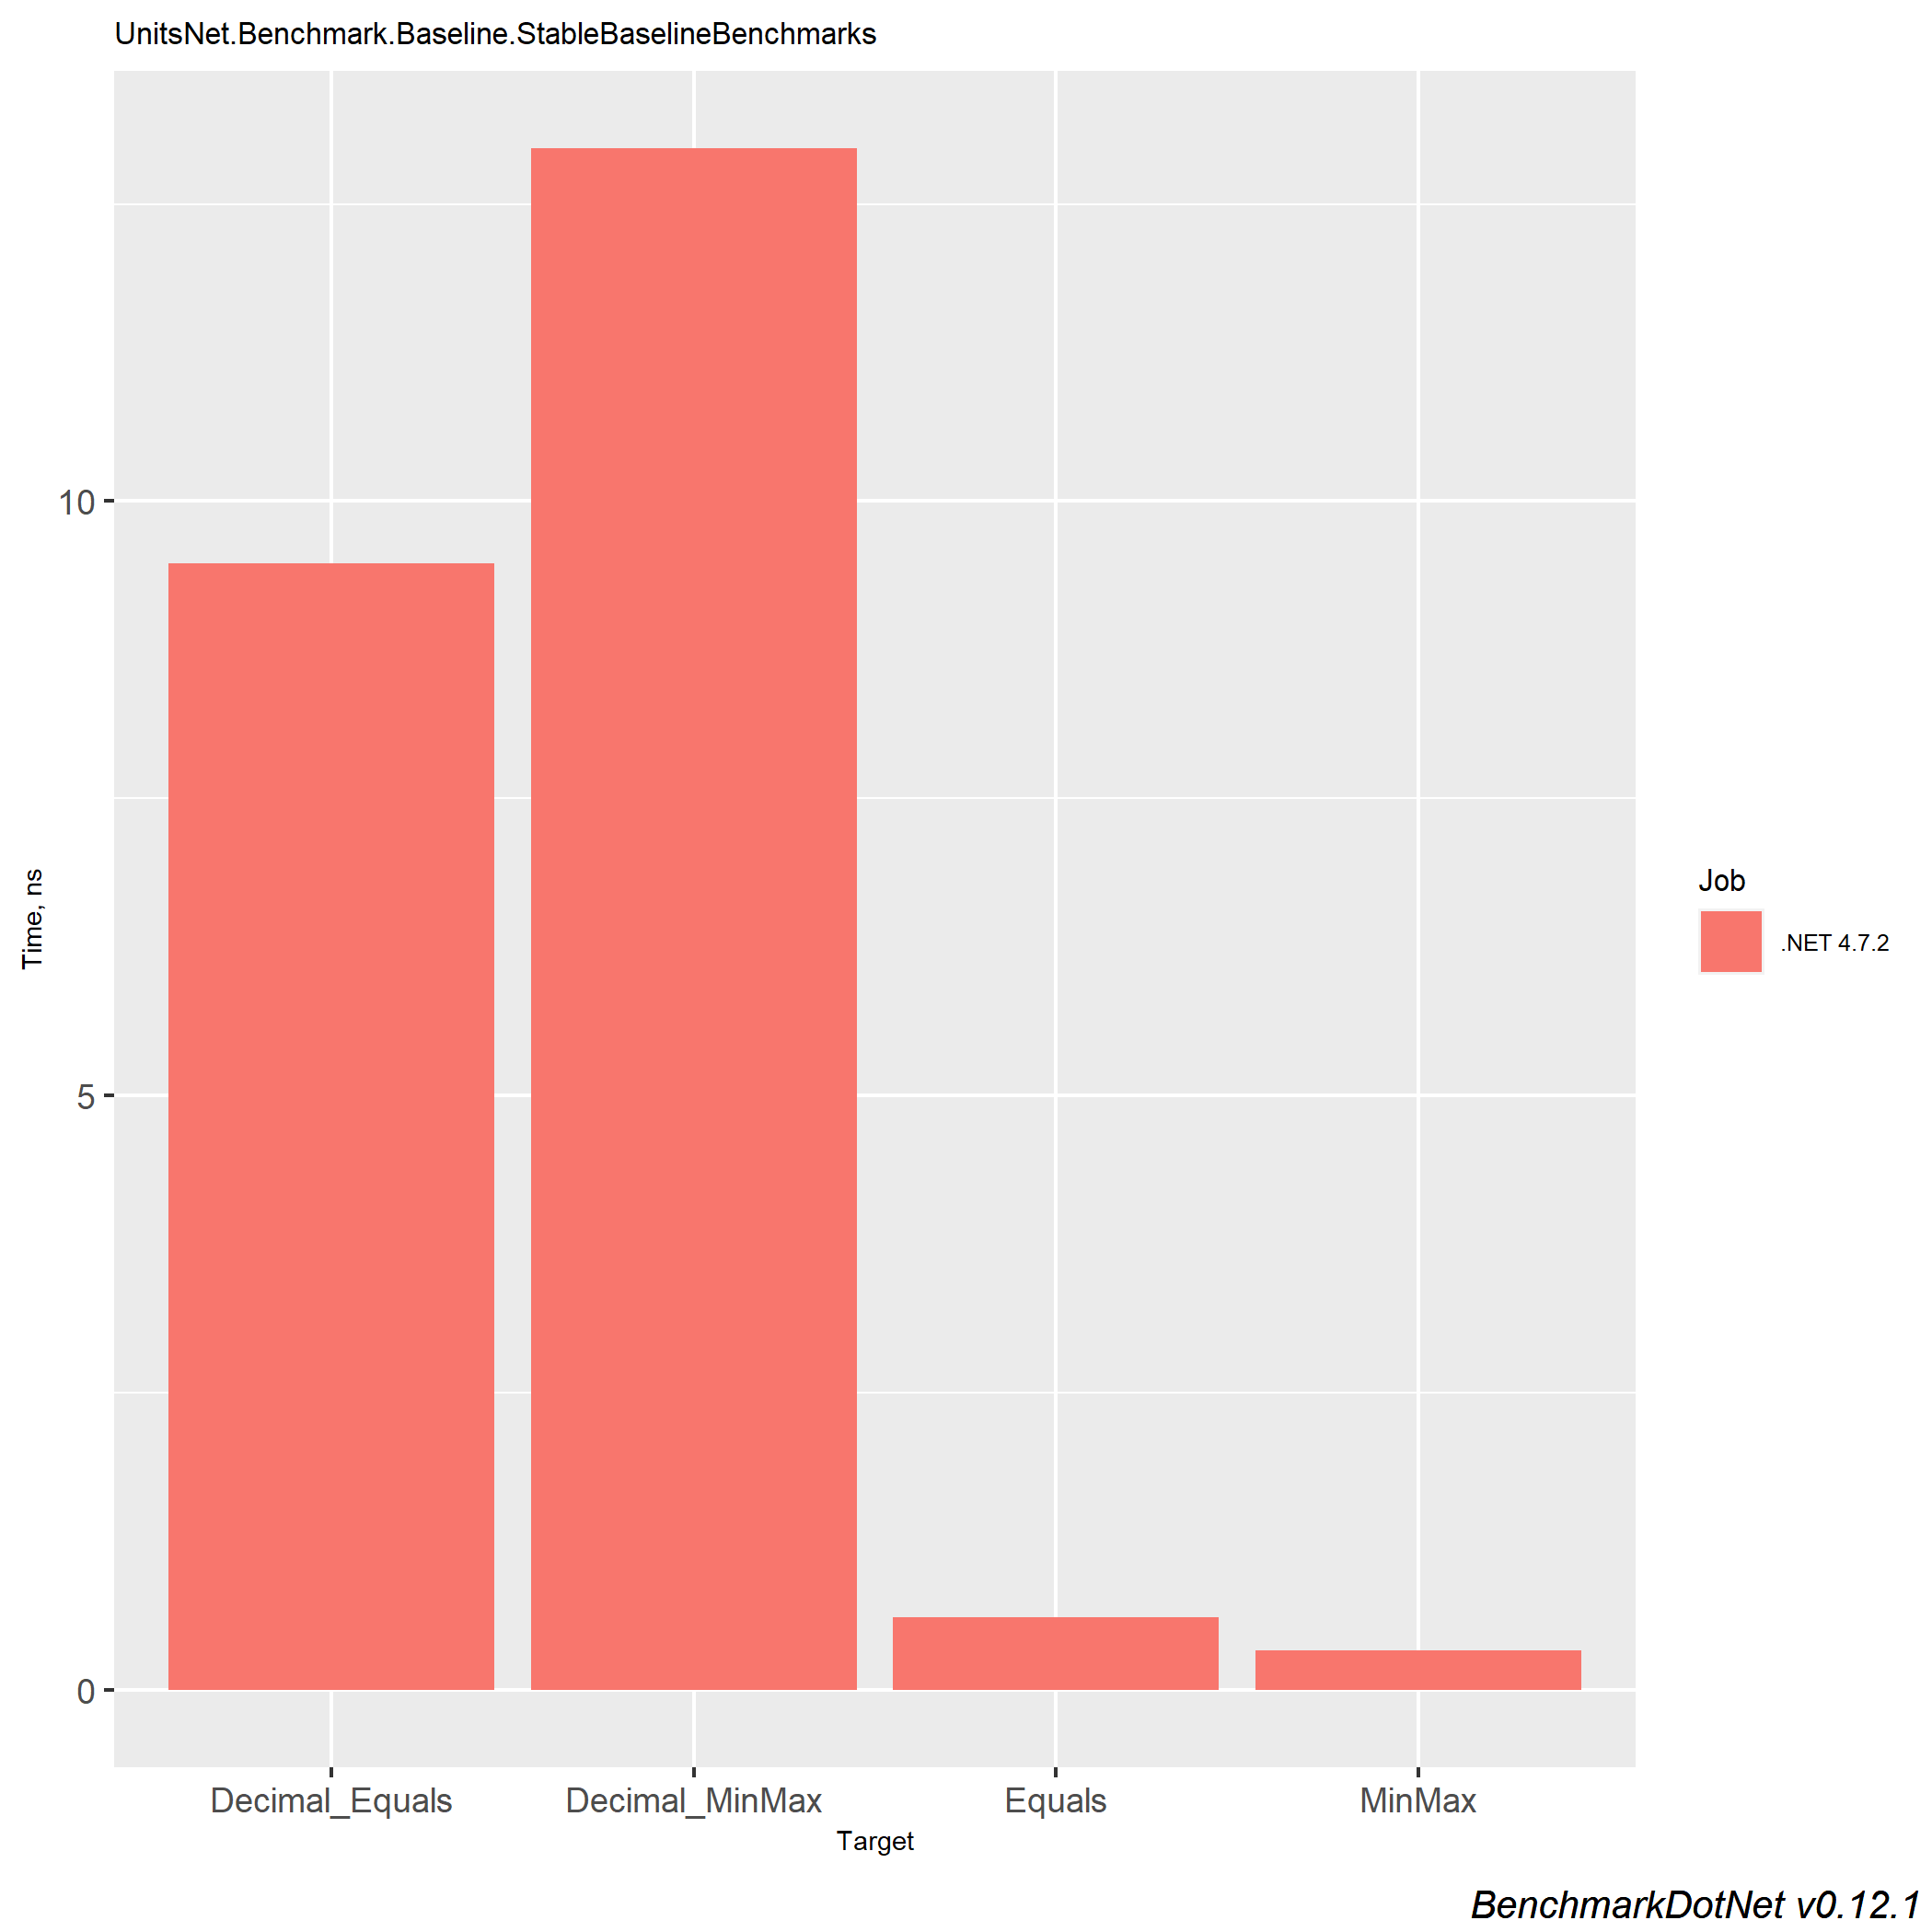 UnitsNet.Benchmark.Baseline.StableBaselineBenchmarks
10
5
0
Time, ns
Decimal_Equals Decimal_MinMax Equals MinMax
Target
Job
.NET 4.7.2
BenchmarkDotNet v0.12.1